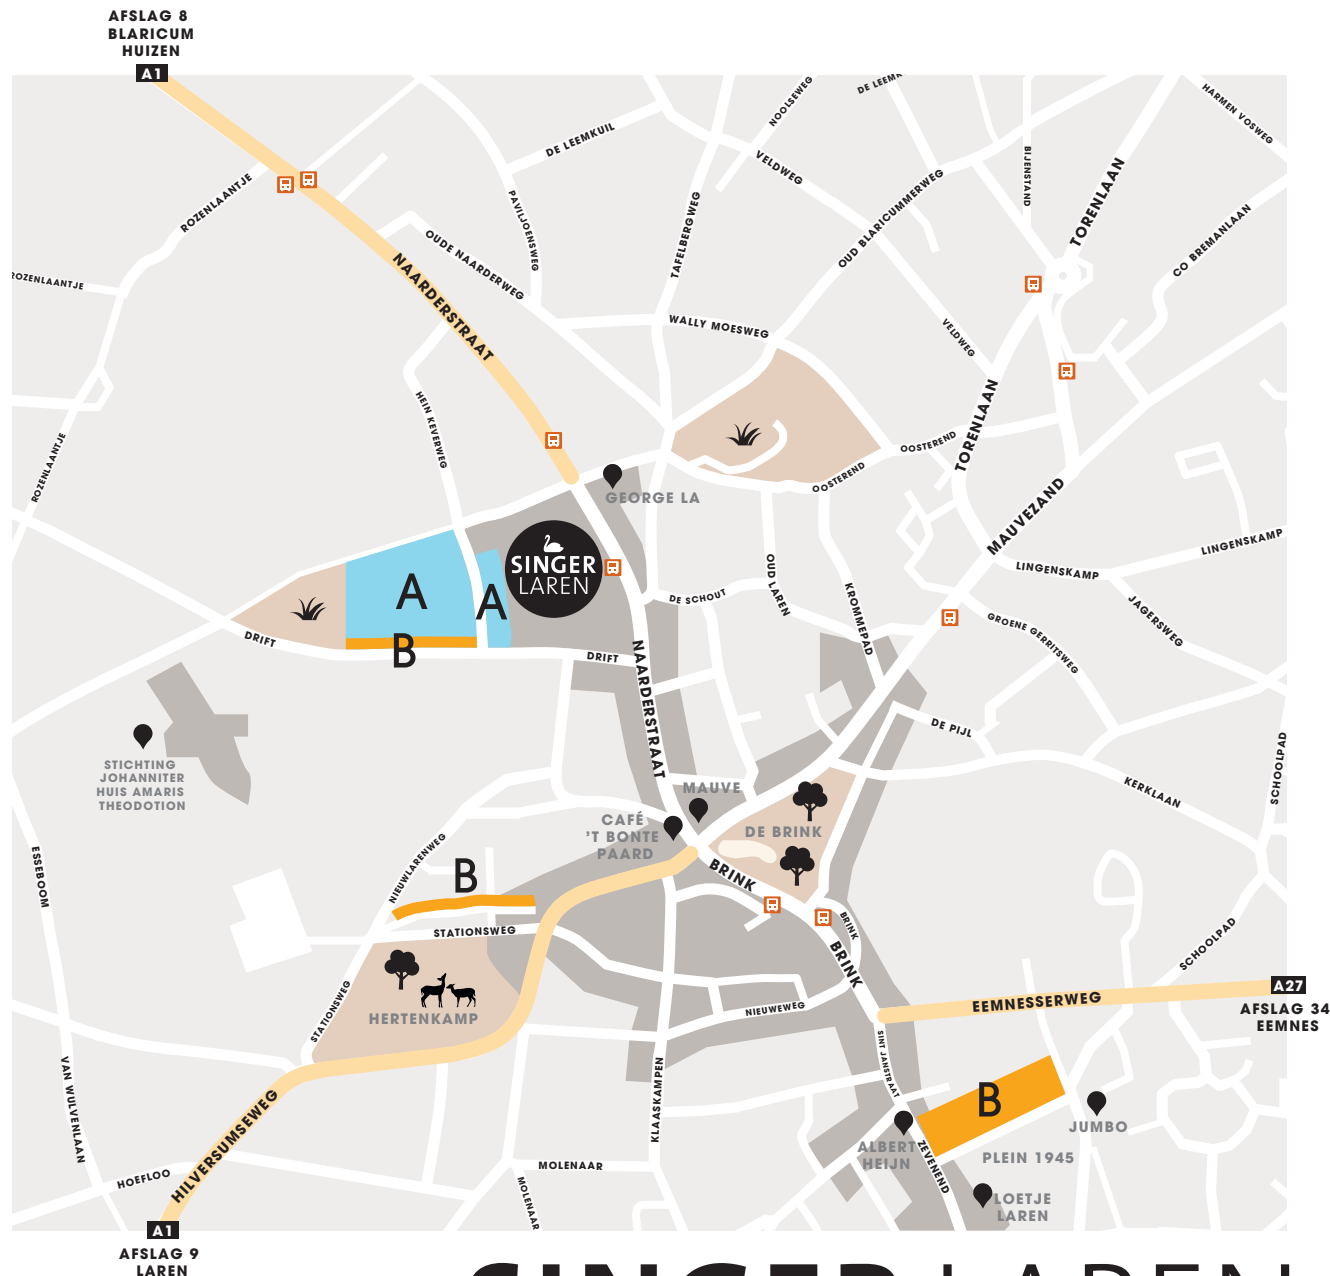 AFSLAG 8
BLARICUM
HUIZEN
A1
DE LEEMK
NOOLSEWEG
HARMEN VOSWEG
DE LEEMKUIL
VELDWEG
BIJENSTAND
TORENLAAN
ROZENLAANTJE
PAVILJOENSWEG
TAFELBERGWEG
OUD BLARICUMMERWEG
CO BREMANLAAN
OUDE NAARDERWEG
ROZENLAANTJE
NAARDERSTRAAT
WALLY MOESWEG
VELDWEG
HEIN KEVERWEG
TORENLAAN
ROZENLAANTJE
OOSTEREND
OOSTEREND
GEORGE LA
MAUVEZAND
LINGENSKAMP
LINGENSKAMP
SINGER
LAREN
A
A
B
DE SCHOUT
OUD LAREN
KROMMEPAD
JAGERSWEG
GROENE GERRITSWEG
DRIFT
DRIFT
NAARDERSTRAAT
DE PIJL
STICHTING
JOHANNITER
HUIS AMARIS
THEODOTION
MAUVE
KERKLAAN
SCHOOLPAD
CAFÉ
'T BONTE
PAARD
DE BRINK
NIEUWLARENWEG
ESSEBOOM
B
BRINK
BRINK
BRINK
STATIONSWEG
SCHOOLPAD
STATIONSWEG
HERTENKAMP
NIEUWEWEG
EEMNESSERWEG
A27
AFSLAG 34
EEMNES
SINT JANSTRAAT
VAN WULVENLAAN
KLAASKAMPEN
B
JUMBO
HILVERSUMSEWEG
ALBERT
HEIJN
ZEVENEND
PLEIN 1945
HOEFLOO
MOLENAAR
MOLENAAR
LOETJE
LAREN
A1
AFSLAG 9
LAREN
SINGER LAREN